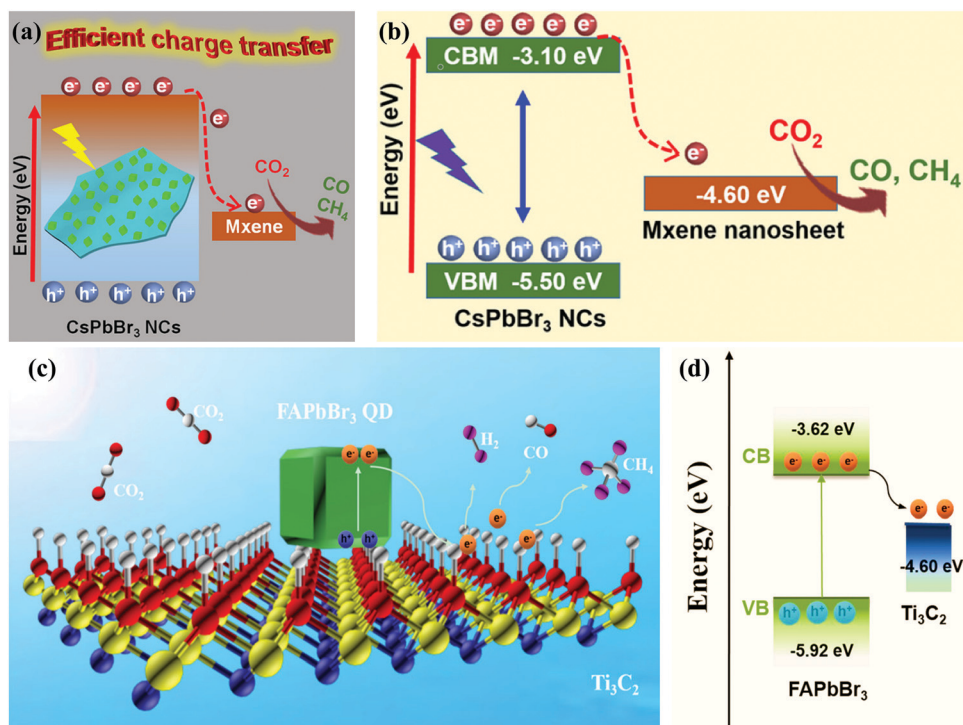 (a)
Efficient charge transfer
e⁻ e⁻ e⁻ e⁻
e⁻
Energy (eV)
CO₂
CO
CH₄
e⁻
Mxene
h⁺ h⁺ h⁺ h⁺ h⁺
CsPbBr₃ NCs
(b)
e⁻ e⁻ e⁻ e⁻ e⁻
CBM -3.10 eV
Energy (eV)
e⁻
CO₂
CO, CH₄
-4.60 eV
Mxene nanosheet
h⁺ h⁺ h⁺ h⁺ h⁺
VBM -5.50 eV
CsPbBr₃ NCs
(c)
CO₂
CO₂
FAPbBr₃ QD
e⁻ e⁻
h⁺ h⁺
H₂
CO
CH₄
e⁻
e⁻
e⁻
Ti₃C₂
(d)
Energy (eV)
-3.62 eV
CB
e⁻ e⁻ e⁻
e⁻ e⁻
-4.60 eV
Ti₃C₂
VB
h⁺ h⁺ h⁺
-5.92 eV
FAPbBr₃